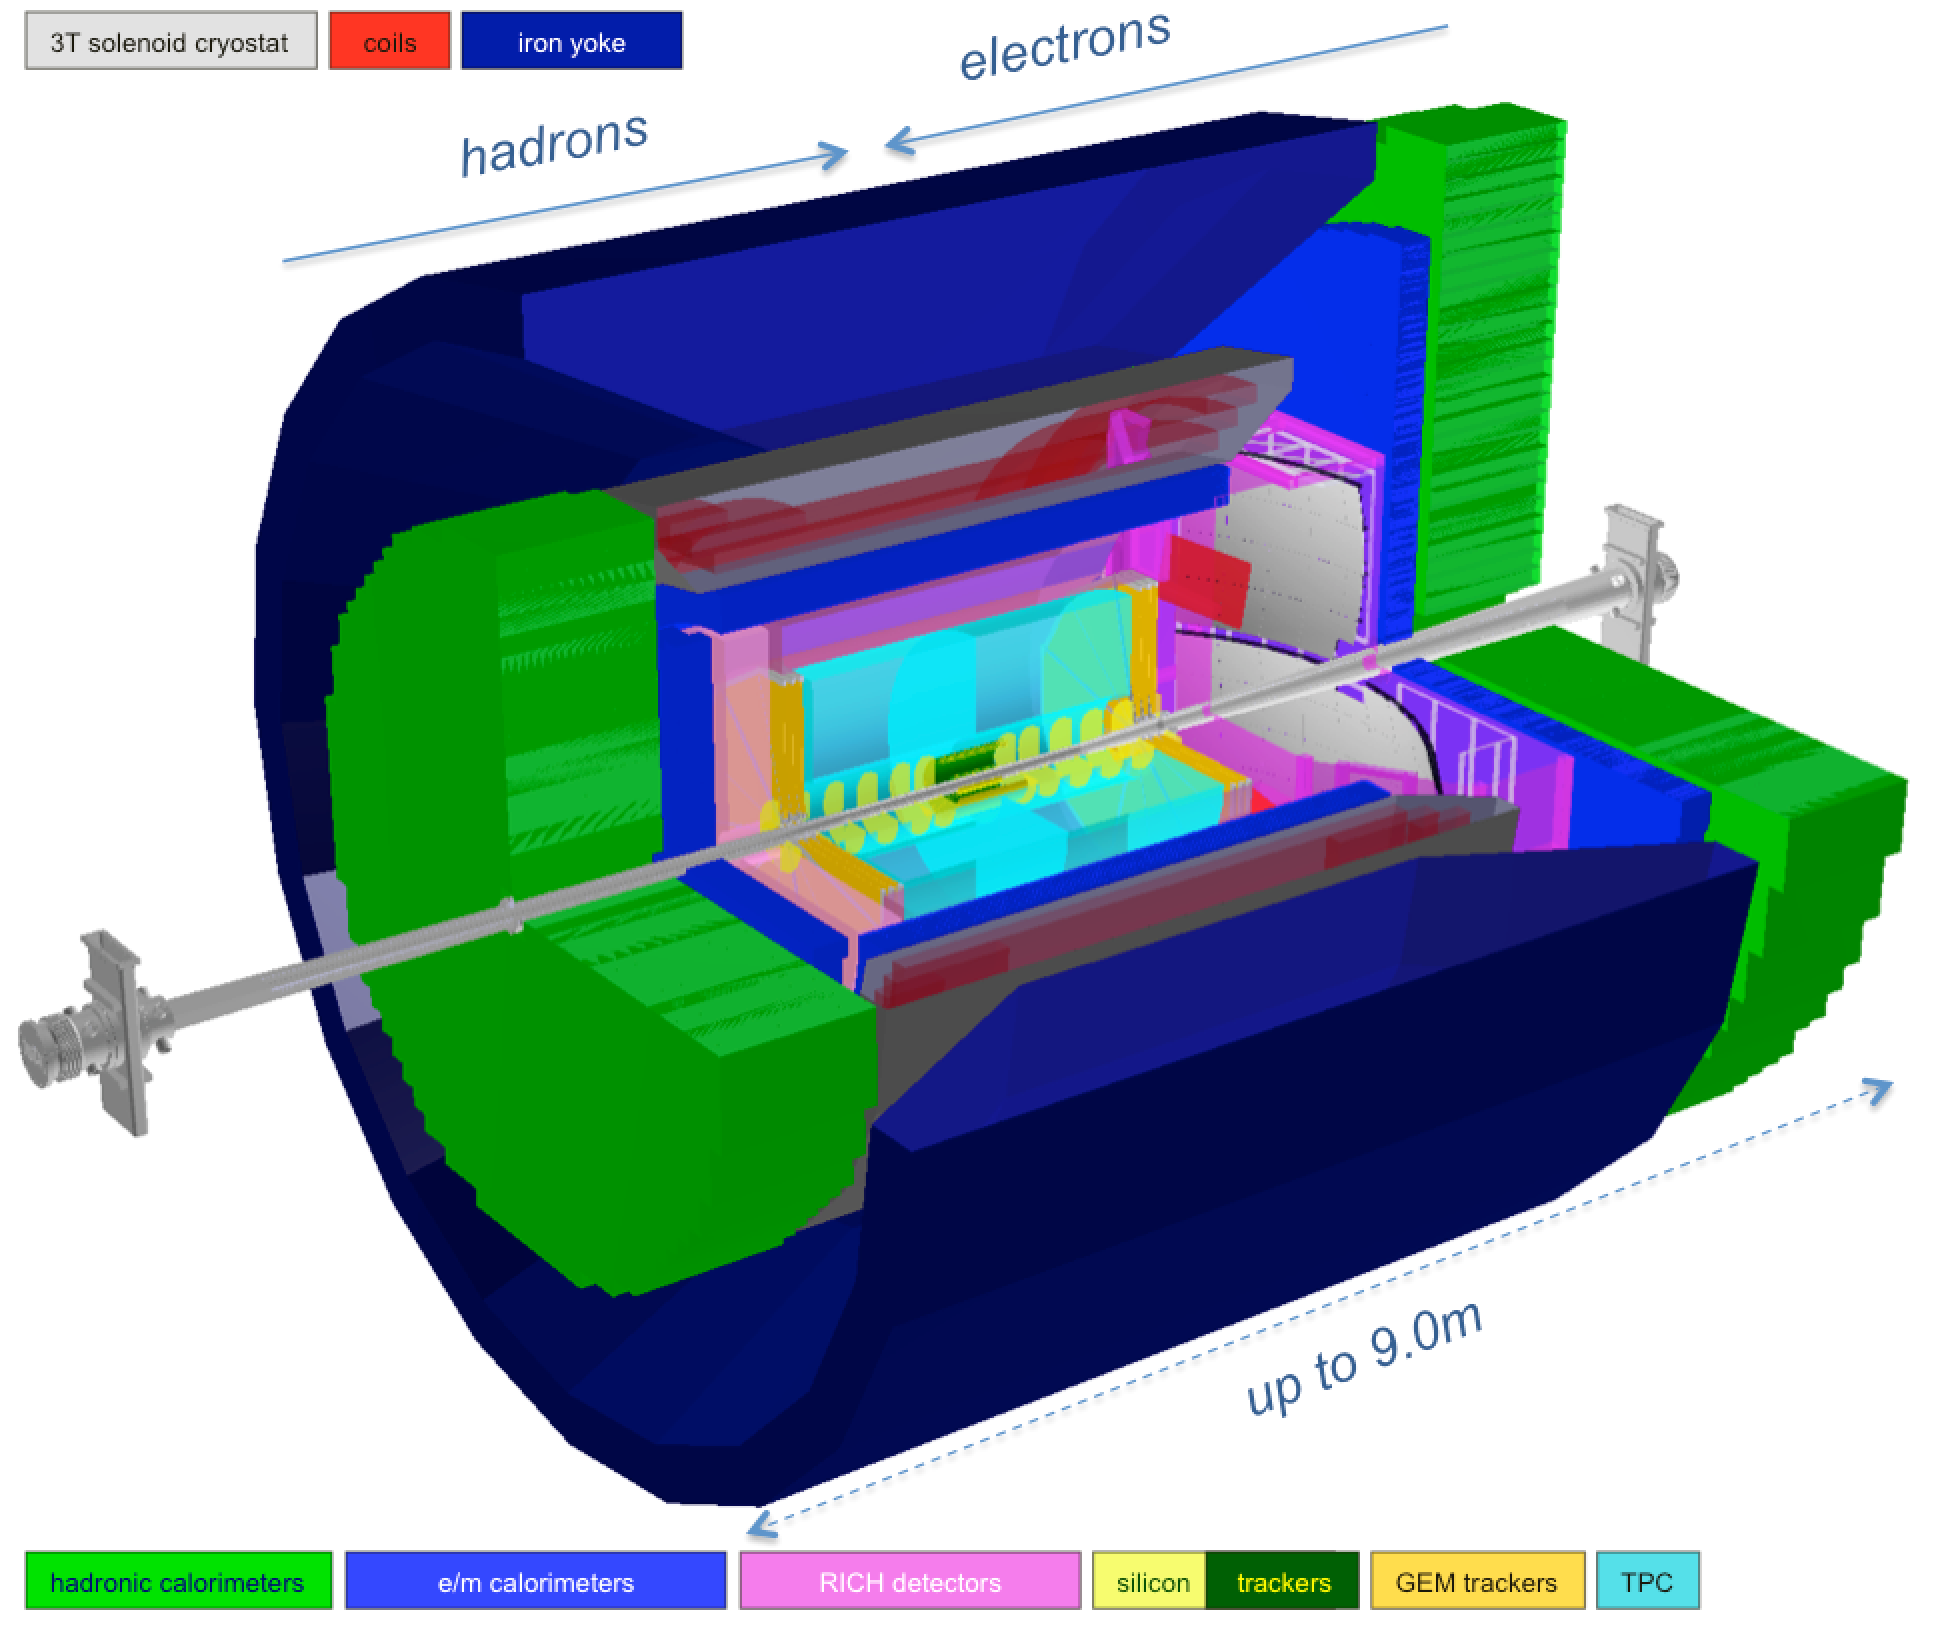 3T solenoid cryostat
coils
iron yoke
electrons
hadrons
up to 9.0m
hadronic calorimeters
e/m calorimeters
RICH detectors
silicon trackers
GEM trackers
TPC